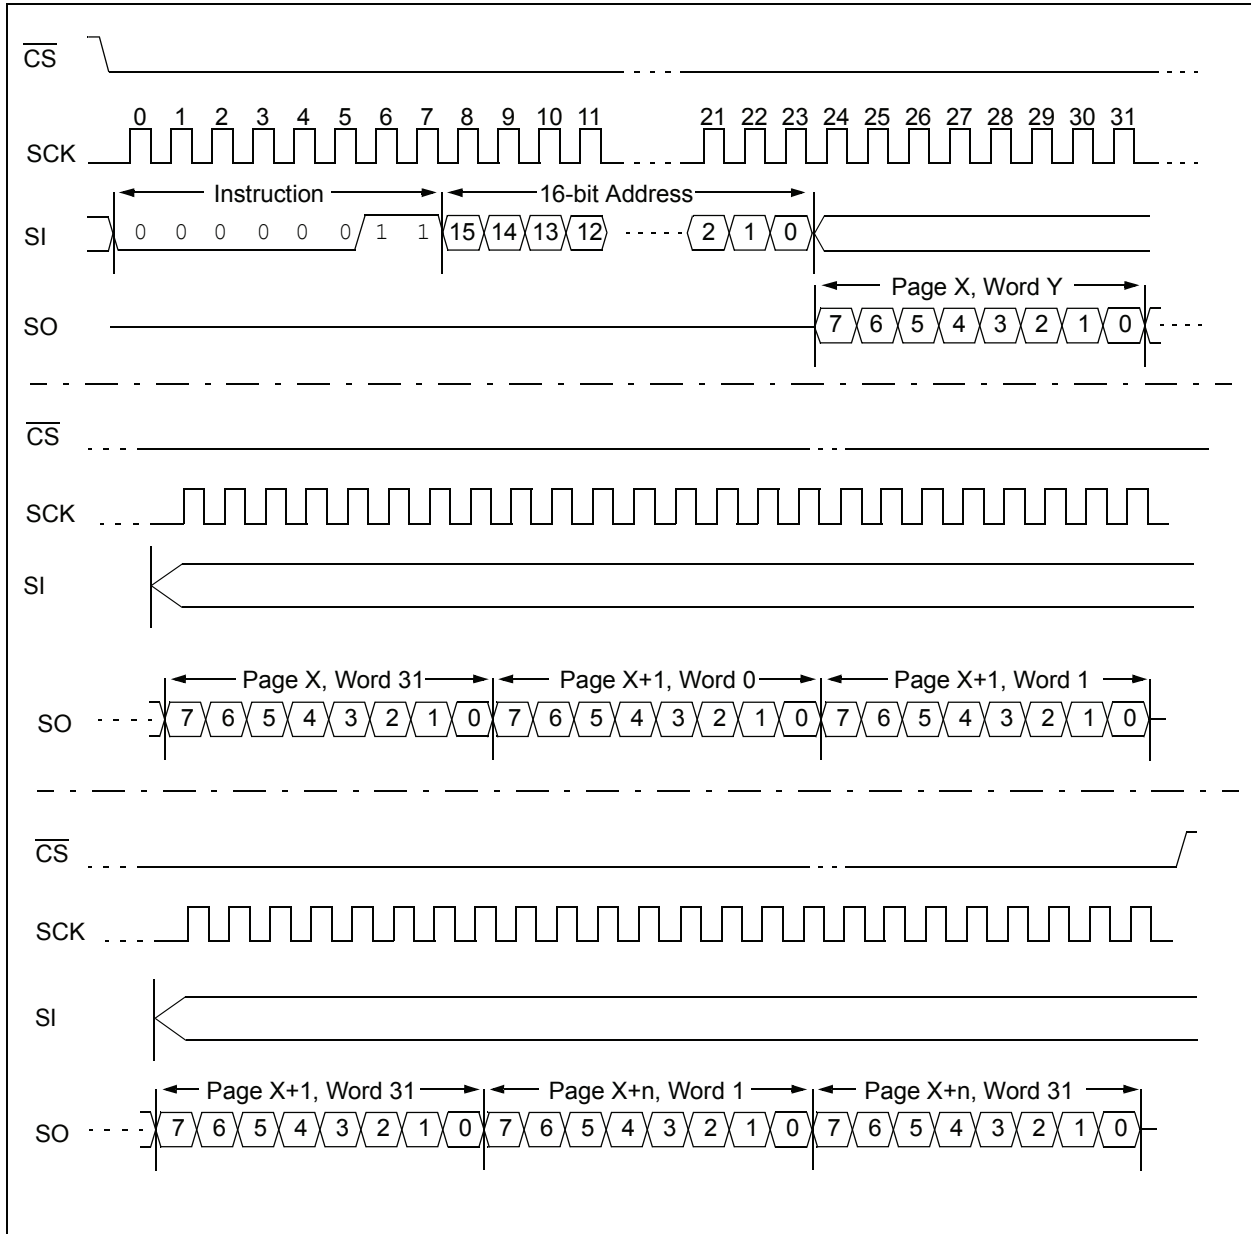 CS
0 1 2 3 4 5 6 7 8 9 10 11 21 22 23 24 25 26 27 28 29 30 31
SCK
Instruction 16-bit Address
SI 0 0 0 0 0 0 1 1 15 14 13 12 2 1 0
Page X, Word Y
SO 7 6 5 4 3 2 1 0
CS
SCK
SI
Page X, Word 31 Page X+1, Word 0 Page X+1, Word 1
SO 7 6 5 4 3 2 1 0 7 6 5 4 3 2 1 0 7 6 5 4 3 2 1 0
CS
SCK
SI
Page X+1, Word 31 Page X+n, Word 1 Page X+n, Word 31
SO 7 6 5 4 3 2 1 0 7 6 5 4 3 2 1 0 7 6 5 4 3 2 1 0